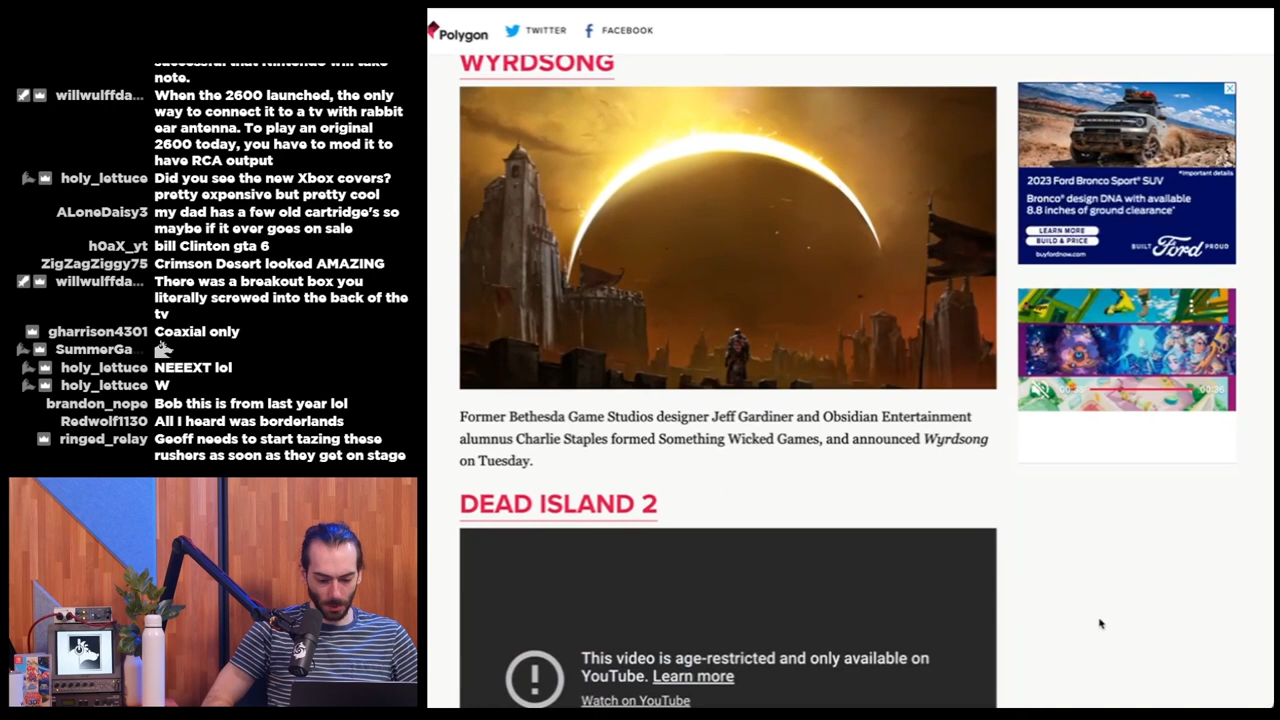 successful that Nintendo will take
note.
willwulffda... When the 2600 launched, the only
way to connect it to a tv with rabbit
ear antenna. To play an original
2600 today, you have to mod it to
have RCA output
holy_lettuce Did you see the new Xbox covers?
pretty expensive but pretty cool
ALoneDaisy3 my dad has a few old cartridge's so
maybe if it ever goes on sale
h0aX_yt bill Clinton gta 6
ZigZagZiggy75 Crimson Desert looked AMAZING
willwulffda... There was a breakout box you
literally screwed into the back of the
tv
gharrison4301 Coaxial only
SummerGa...
holy_lettuce NEEEXT lol
holy_lettuce W
brandon_nope Bob this is from last year lol
Redwolf1130 All I heard was borderlands
ringed_relay Geoff needs to start tazing these
rushers as soon as they get on stage
Polygon TWITTER FACEBOOK
WYRDSONG
Former Bethesda Game Studios designer Jeff Gardiner and Obsidian Entertainment
alumnus Charlie Staples formed Something Wicked Games, and announced Wyrdsong
on Tuesday.
DEAD ISLAND 2
This video is age-restricted and only available on
YouTube. Learn more
Watch on YouTube
*Important details
2023 Ford Bronco Sport® SUV
Bronco® design DNA with available
8.8 inches of ground clearance*
LEARN MORE
BUILD & PRICE
buyfordnow.com
BUILT Ford PROUD
00:36